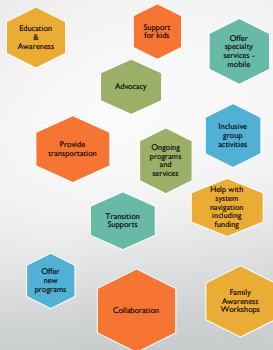 Education
&
Awareness
Support
for kids
Offer
specialty
services -
mobile
Advocacy
Inclusive
group
activities
Provide
transportation
Ongoing
programs
and
services
Help with
system
navigation
including
funding
Transition
Supports
Offer
new
programs
Collaboration
Family
Awareness
Workshops